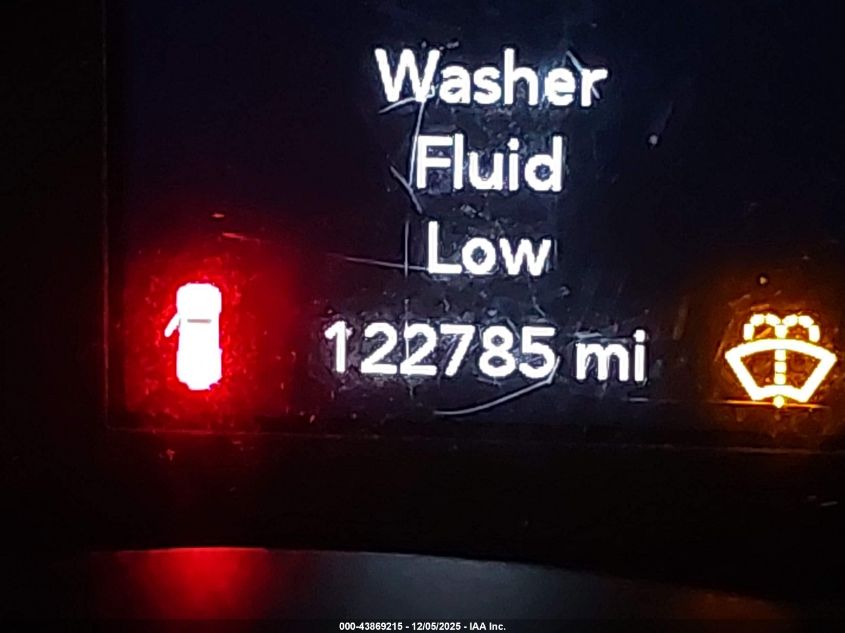 Washer
Fluid
Low
122785 mi
000-43869215 - 12/05/2025 - IAA Inc.